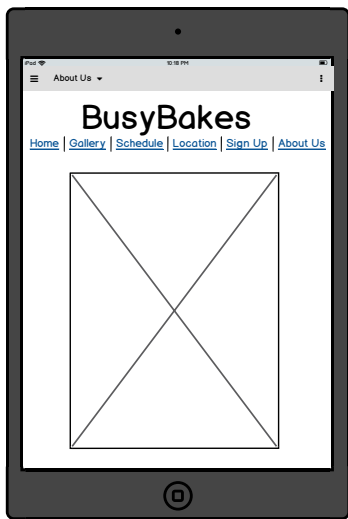 iPad 10:18 PM
About Us
BusyBakes
Home | Gallery | Schedule | Location | Sign Up | About Us